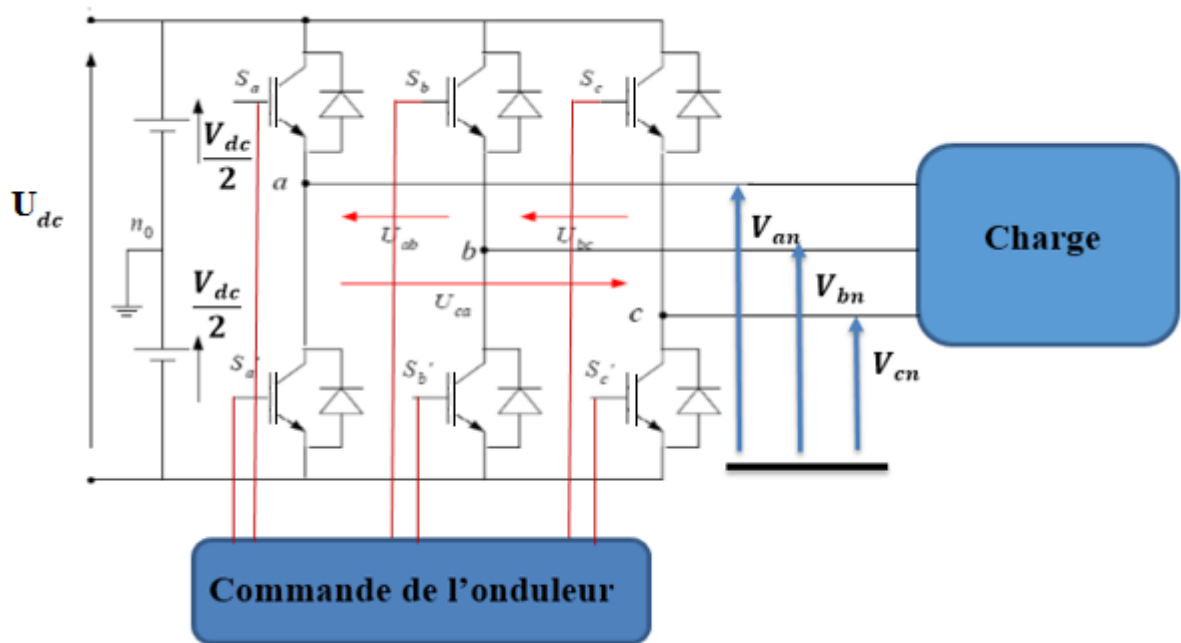 S_a
S_b
S_c
V_dc/2
a
U_dc
n_0
U_ab
b
U_bc
V_an
Charge
V_dc/2
U_ca
V_bn
c
S_a'
S_b'
S_c'
V_cn
Commande de l’onduleur